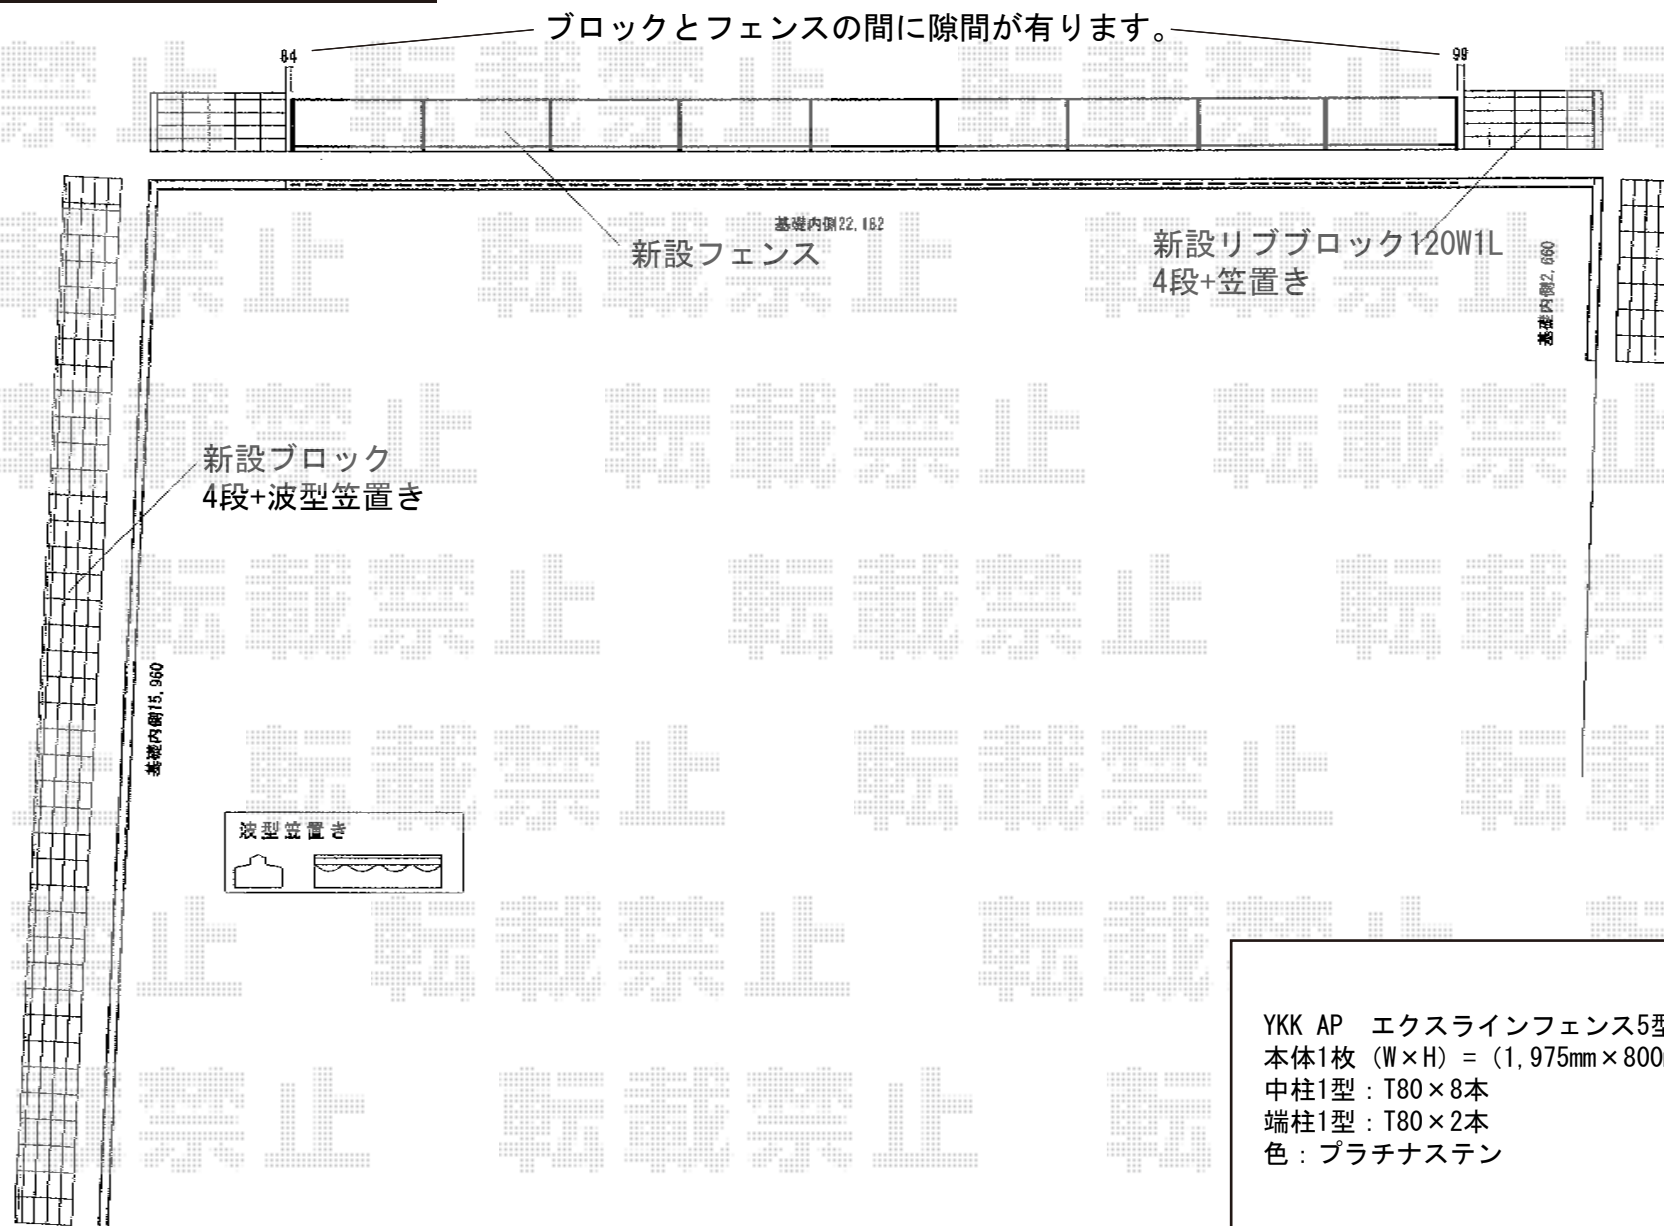 ブロックとフェンスの間に隙間が有ります。
84
99
基礎内側22,162
新設フェンス
新設リブブロック120W1L
4段+笠置き
基礎内側2,660
新設ブロック
4段+波型笠置き
基礎内側15,960
波型笠置き
YKK AP エクスラインフェンス5型
本体1枚（W×H）=（1,975mm×800
中柱1型：T80×8本
端柱1型：T80×2本
色：プラチナステン
転載禁止